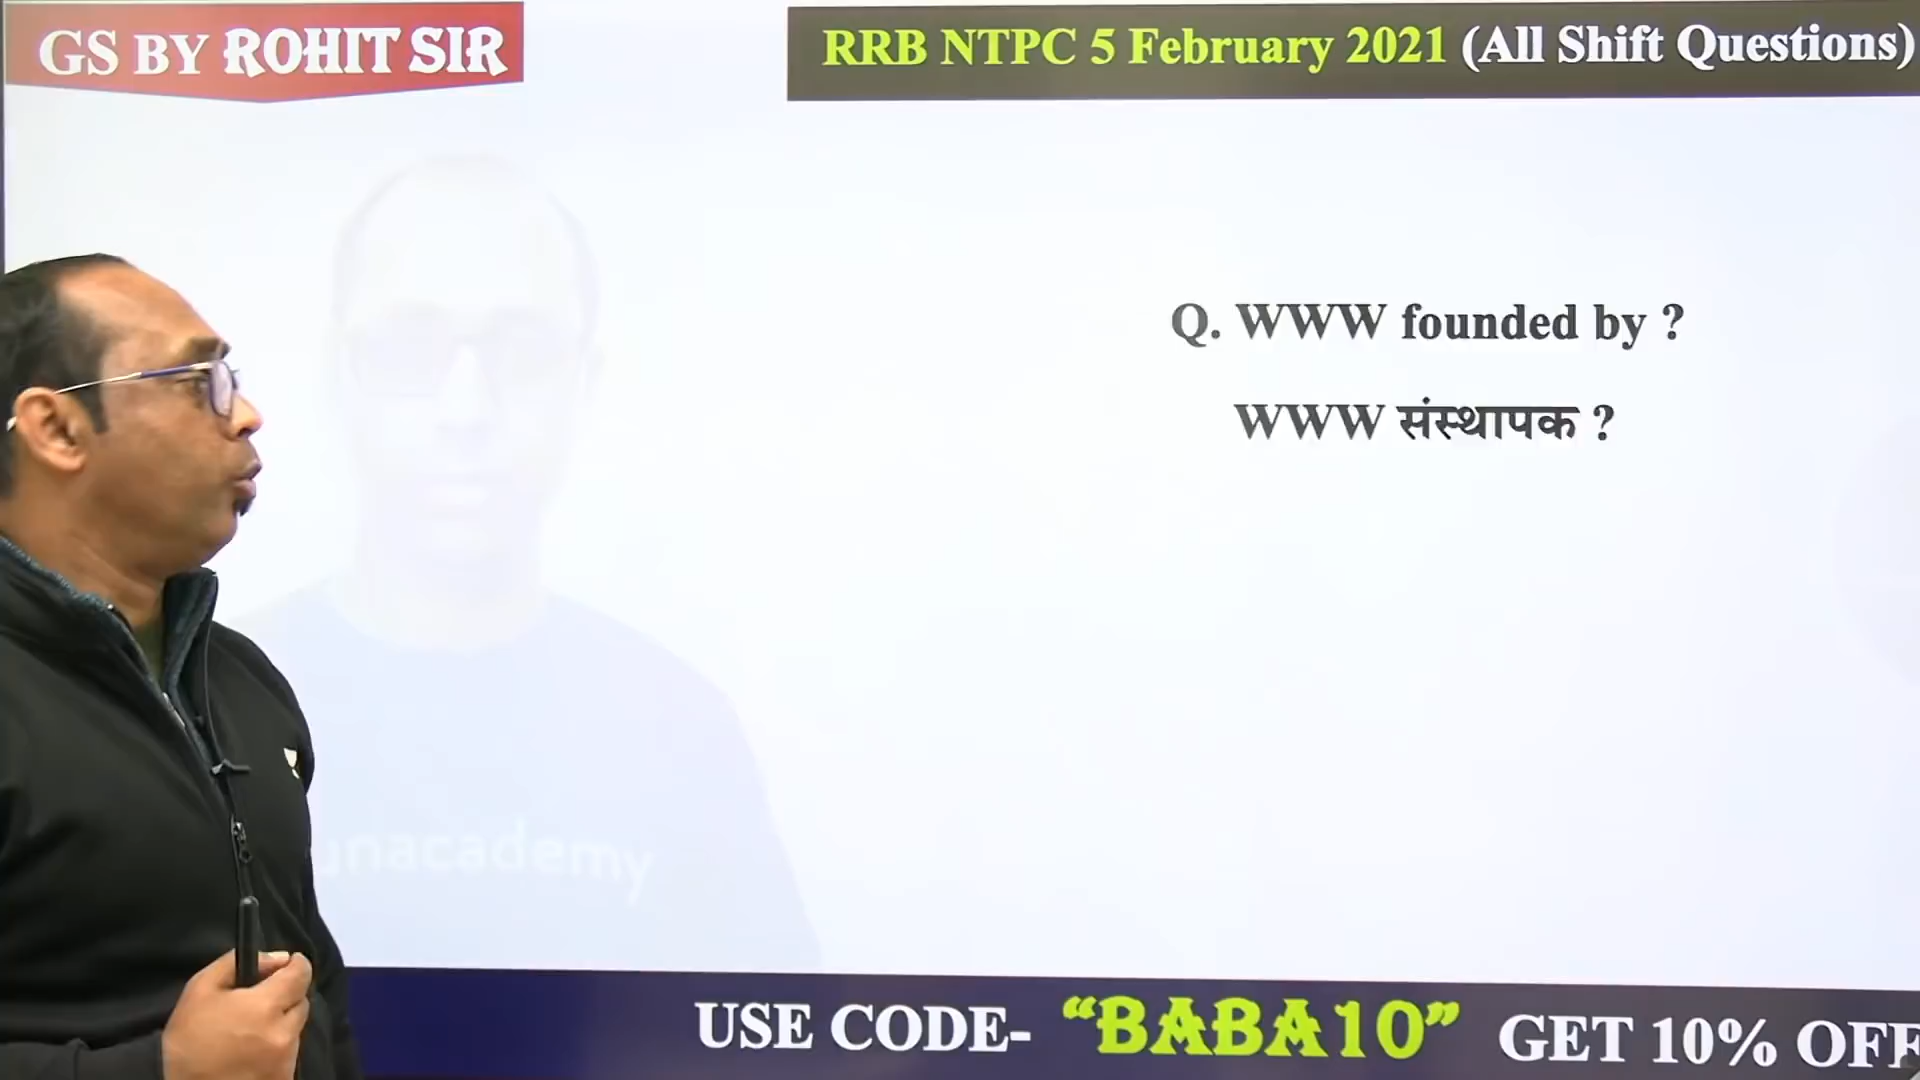 GS BY ROHIT SIR
RRB NTPC 5 February 2021 (All Shift Questions)
Q. WWW founded by ?
WWW संस्थापक ?
unacademy
USE CODE- “BABA10” GET 10% OFF